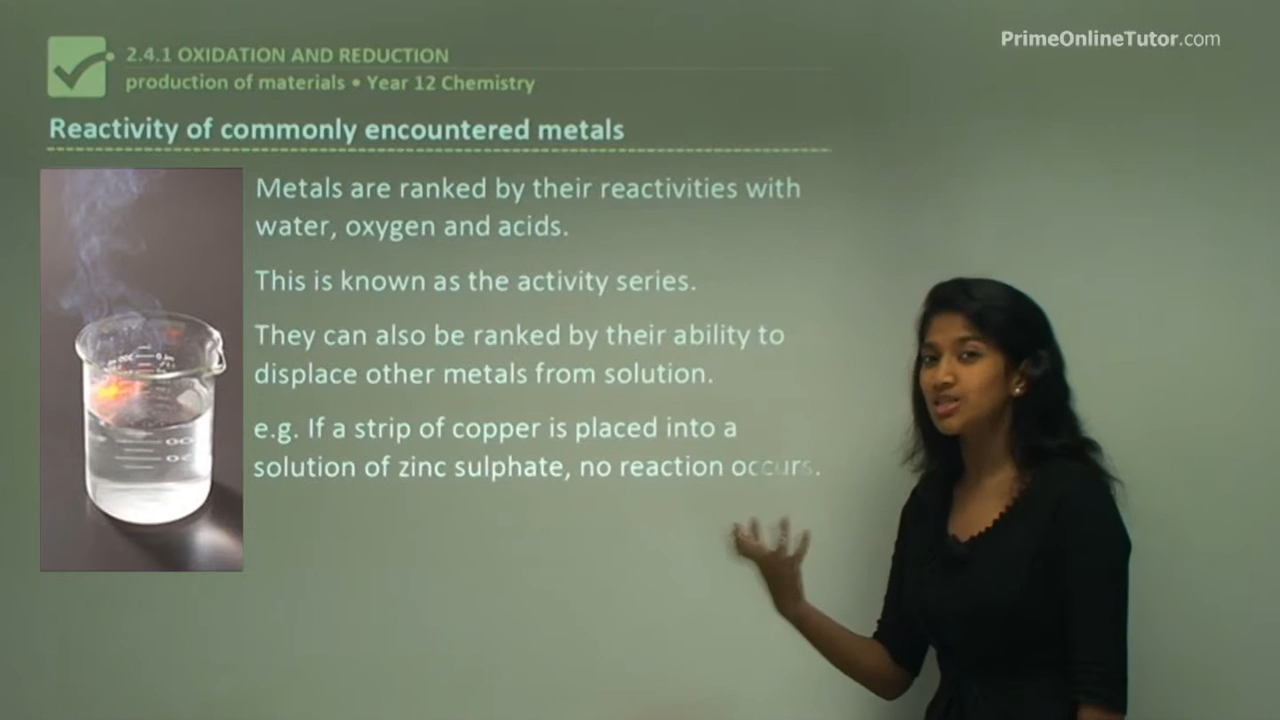 PrimeOnlineTutor.com
2.4.1 OXIDATION AND REDUCTION
production of materials • Year 12 Chemistry
Reactivity of commonly encountered metals
Metals are ranked by their reactivities with
water, oxygen and acids.
This is known as the activity series.
They can also be ranked by their ability to
displace other metals from solution.
e.g. If a strip of copper is placed into a
solution of zinc sulphate, no reaction occurs.